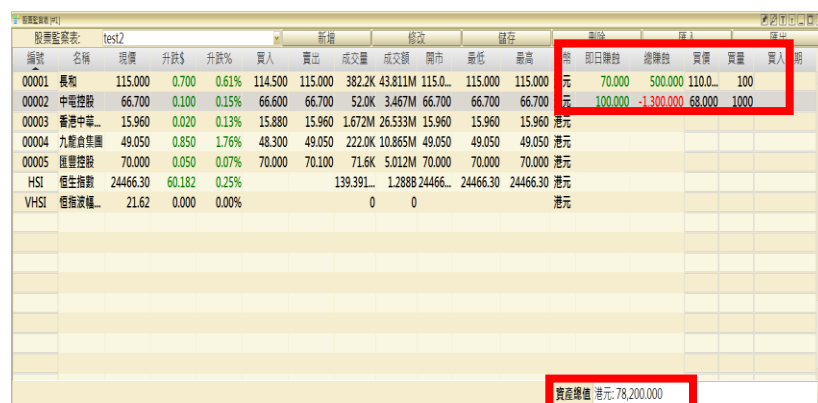 股票監察表 [#1]
股票監察表: test2 新增 修改 儲存 刪除 匯入 匯出
編號 名稱 現價 升跌$ 升跌% 買入 賣出 成交量 成交額 開市 最低 最高 幣 即日賺蝕 總賺蝕 買價 買量 買入 期
00001 長和 115.000 0.700 0.61% 114.500 115.000 382.2K 43.811M 115.0... 115.000 115.000 元 70.000 500.000 110.0... 100
00002 中電控股 66.700 0.100 0.15% 66.600 66.700 52.0K 3.467M 66.700 66.700 66.700 元 100.000 -1,300.000 68.000 1000
00003 香港中華... 15.960 0.020 0.13% 15.880 15.960 1.672M 26.533M 15.960 15.960 15.960 港元
00004 九龍倉集團 49.050 0.850 1.76% 48.300 49.050 222.0K 10.865M 49.050 49.050 49.050 港元
00005 匯豐控股 70.000 0.050 0.07% 70.000 70.100 71.6K 5.012M 70.000 70.000 70.000 港元
HSI 恒生指數 24466.30 60.182 0.25% 139.391... 1.288B 24466... 24466.30 24466.30 港元
VHSI 恒指波幅... 21.62 0.000 0.00% 0 0 港元
資產總值 港元: 78,200.000